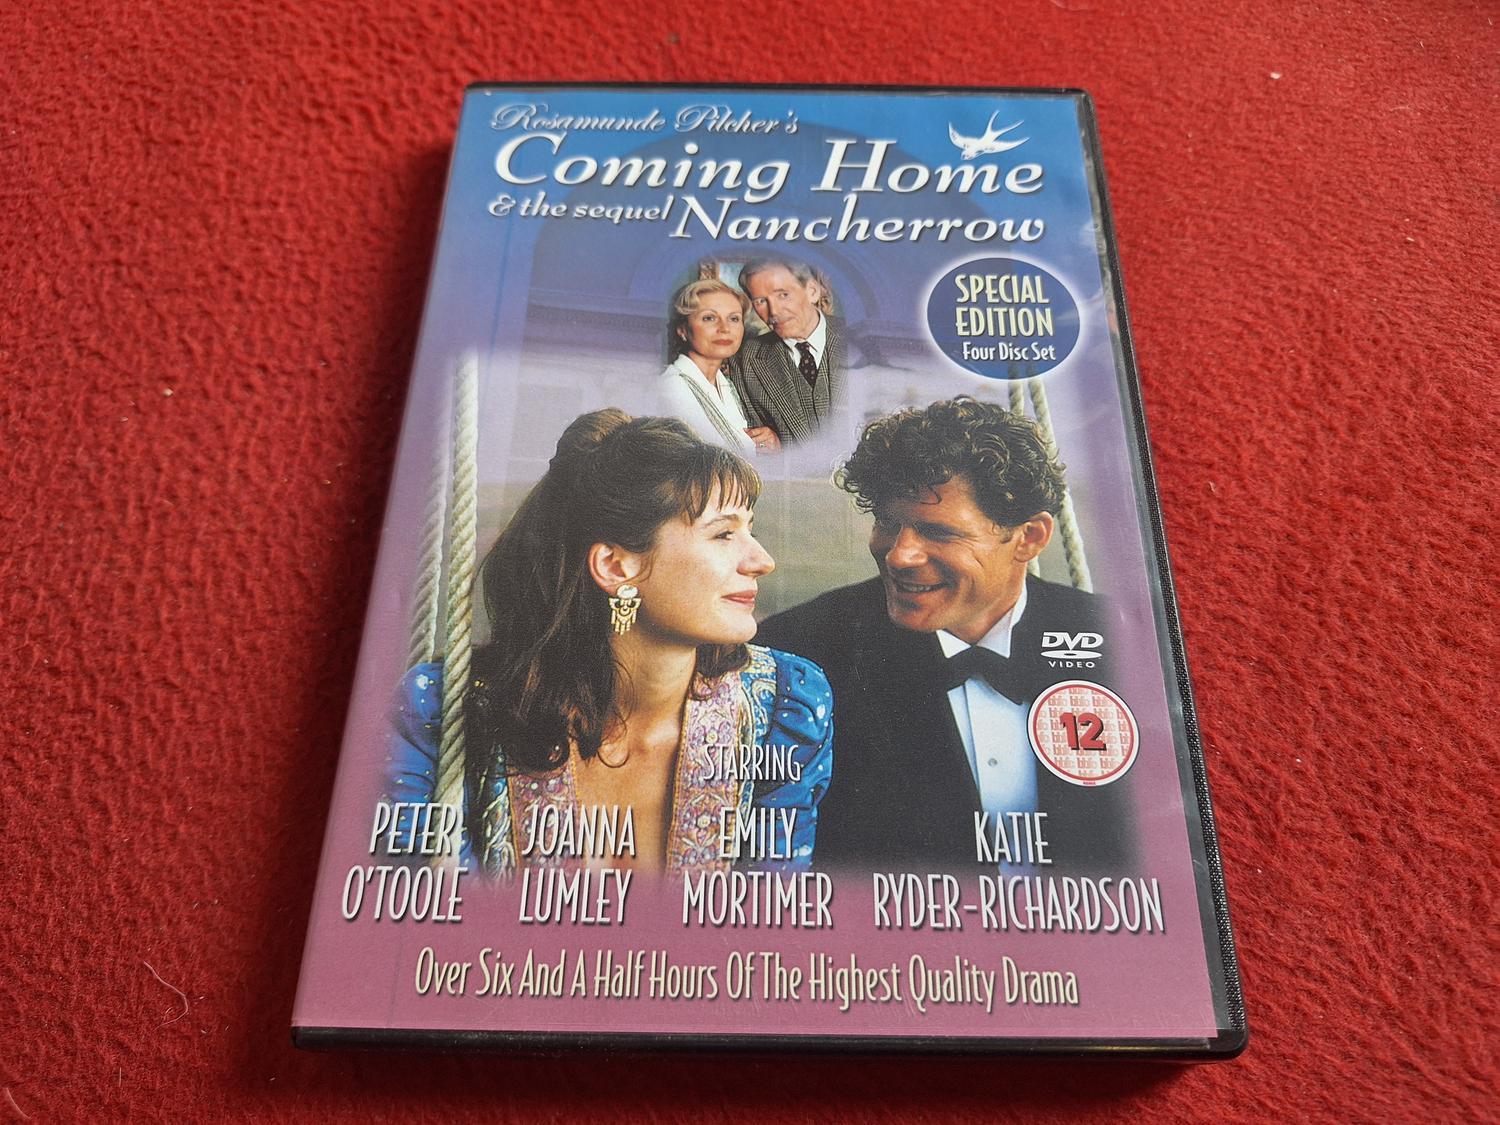 Rosamunde Pilcher's
Coming Home
& the sequel Nancherrow
SPECIAL
EDITION
Four Disc Set
DVD
VIDEO
12
STARRING
PETER
O'TOOLE
JOANNA
LUMLEY
EMILY
MORTIMER
KATIE
RYDER-RICHARDSON
Over Six And A Half Hours Of The Highest Quality Drama